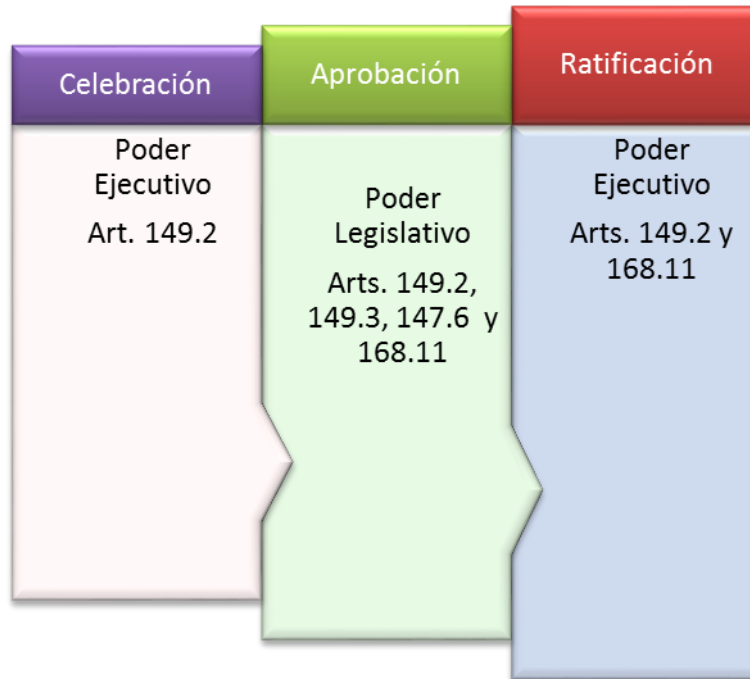 Celebración
Poder
Ejecutivo
Art. 149.2
Aprobación
Poder
Legislativo
Arts. 149.2,
149.3, 147.6 y
168.11
Ratificación
Poder
Ejecutivo
Arts. 149.2 y
168.11